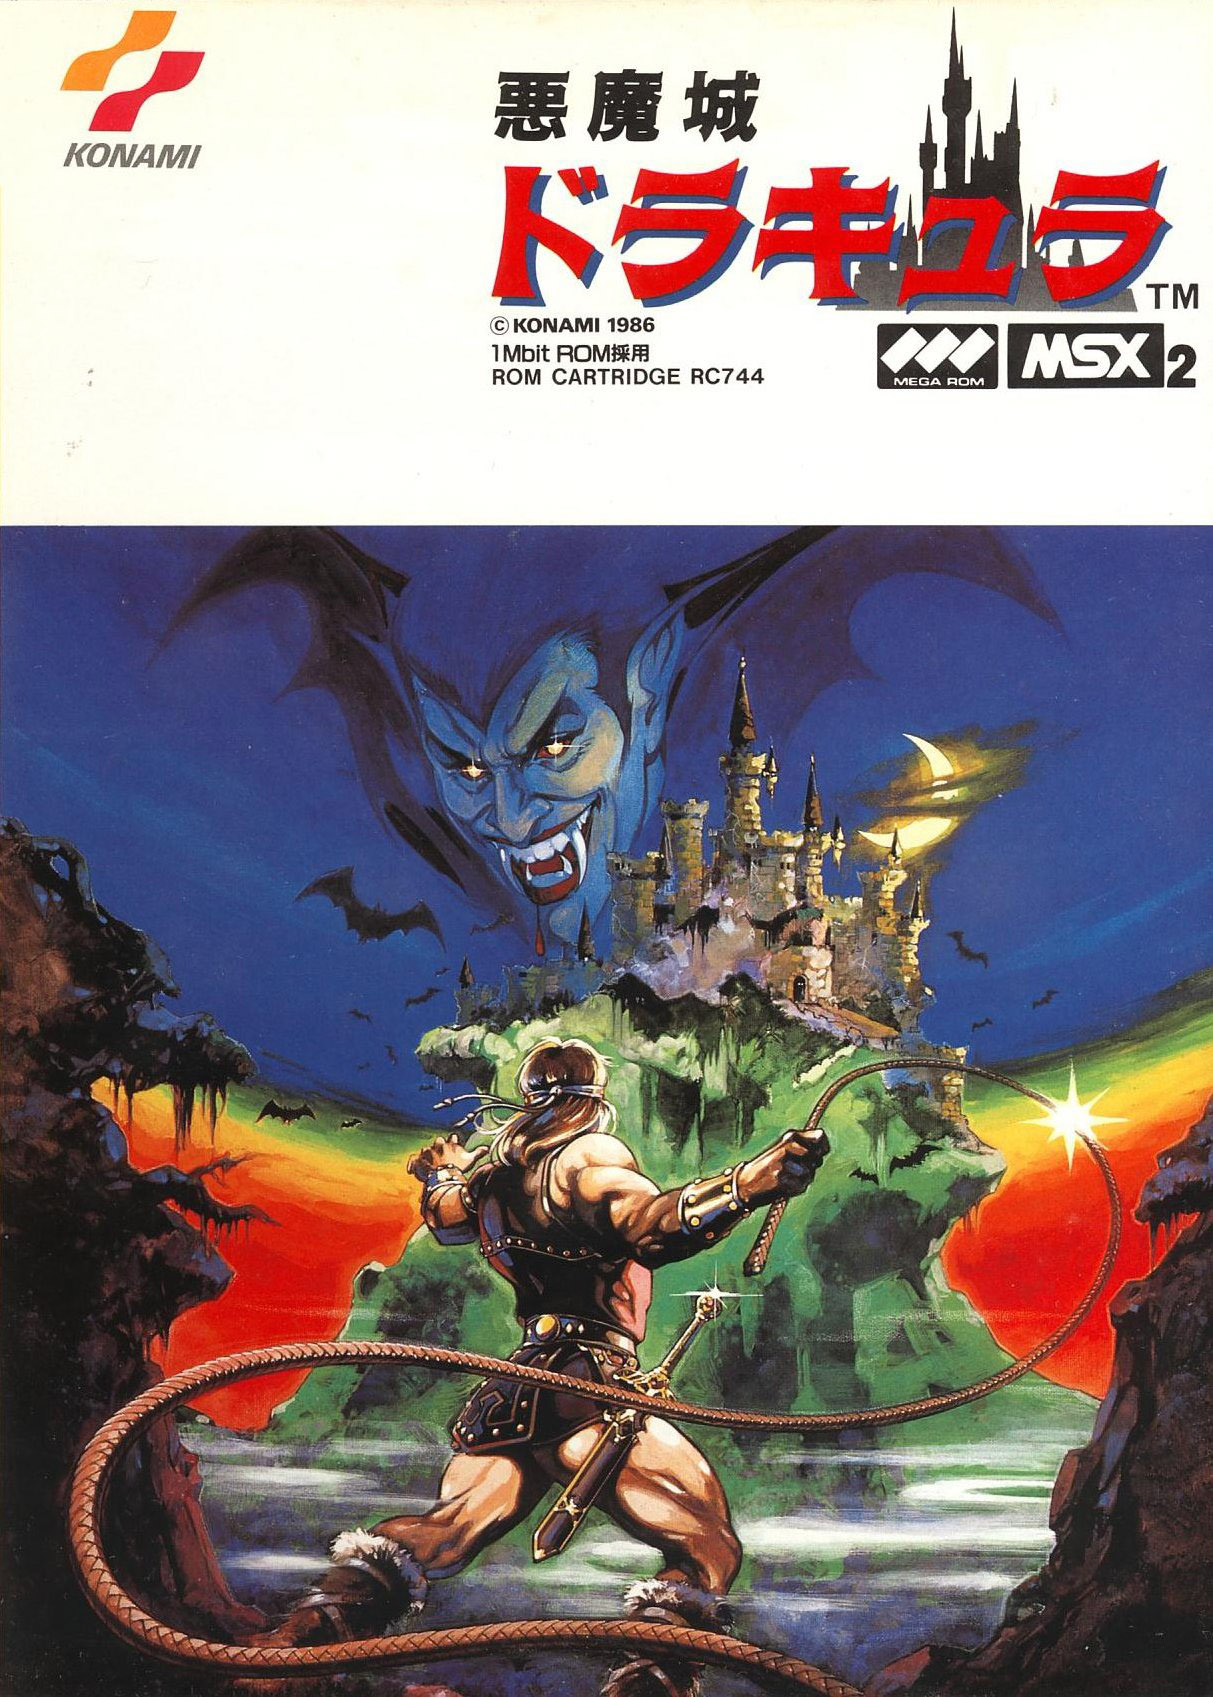 KONAMI
悪魔城
ドラキュラ TM
© KONAMI 1986
1Mbit ROM採用
ROM CARTRIDGE RC744
MEGA ROM
MSX 2